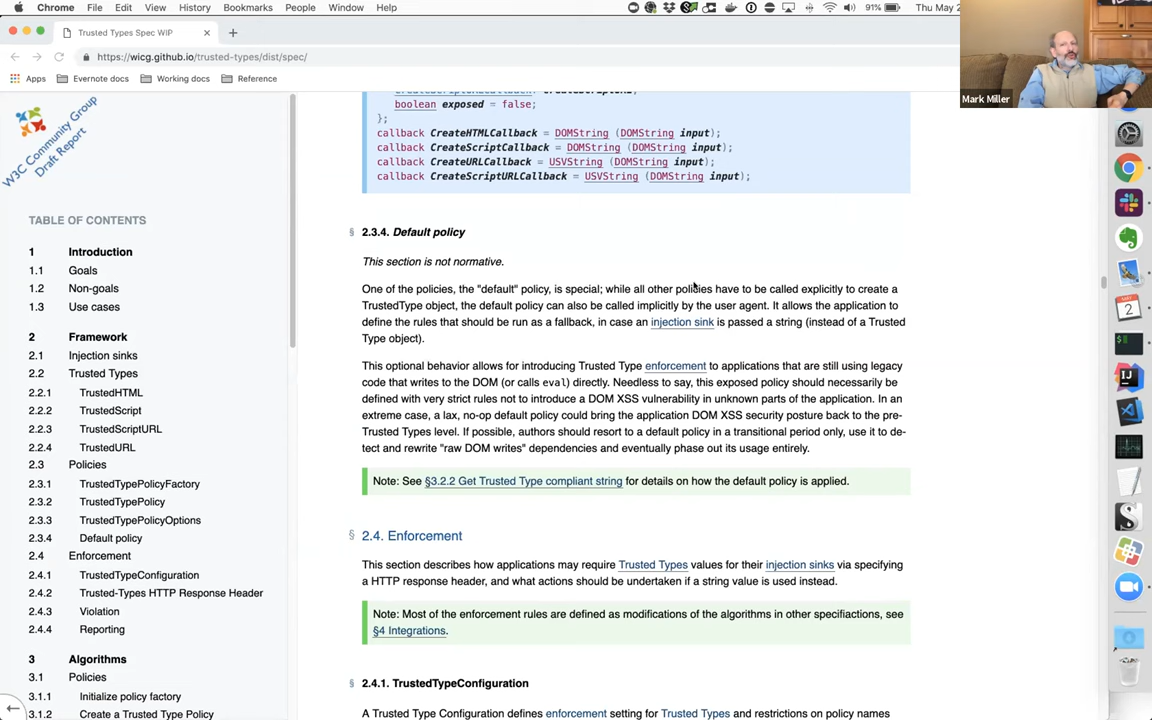 Chrome File Edit View History Bookmarks People Window Help
91% Thu May 2
Trusted Types Spec WIP
https://wicg.github.io/trusted-types/dist/spec/
Apps Evernote docs Working docs Reference
Mark Miller
W3C Community Group
Draft Report
TABLE OF CONTENTS
1 Introduction
1.1 Goals
1.2 Non-goals
1.3 Use cases
2 Framework
2.1 Injection sinks
2.2 Trusted Types
2.2.1 TrustedHTML
2.2.2 TrustedScript
2.2.3 TrustedScriptURL
2.2.4 TrustedURL
2.3 Policies
2.3.1 TrustedTypePolicyFactory
2.3.2 TrustedTypePolicy
2.3.3 TrustedTypePolicyOptions
2.3.4 Default policy
2.4 Enforcement
2.4.1 TrustedTypeConfiguration
2.4.2 Trusted-Types HTTP Response Header
2.4.3 Violation
2.4.4 Reporting
3 Algorithms
3.1 Policies
3.1.1 Initialize policy factory
3.1.2 Create a Trusted Type Policy
boolean exposed = false;
};
callback CreateHTMLCallback = DOMString (DOMString input);
callback CreateScriptCallback = DOMString (DOMString input);
callback CreateURLCallback = USVString (DOMString input);
callback CreateScriptURLCallback = USVString (DOMString input);
§ 2.3.4. Default policy
This section is not normative.
One of the policies, the "default" policy, is special; while all other policies have to be called explicitly to create a
TrustedType object, the default policy can also be called implicitly by the user agent. It allows the application to
define the rules that should be run as a fallback, in case an injection sink is passed a string (instead of a Trusted
Type object).
This optional behavior allows for introducing Trusted Type enforcement to applications that are still using legacy
code that writes to the DOM (or calls eval) directly. Needless to say, this exposed policy should necessarily be
defined with very strict rules not to introduce a DOM XSS vulnerability in unknown parts of the application. In an
extreme case, a lax, no-op default policy could bring the application DOM XSS security posture back to the pre-
Trusted Types level. If possible, authors should resort to a default policy in a transitional period only, use it to de-
tect and rewrite "raw DOM writes" dependencies and eventually phase out its usage entirely.
Note: See §3.2.2 Get Trusted Type compliant string for details on how the default policy is applied.
§ 2.4. Enforcement
This section describes how applications may require Trusted Types values for their injection sinks via specifying
a HTTP response header, and what actions should be undertaken if a string value is used instead.
Note: Most of the enforcement rules are defined as modifications of the algorithms in other specifiactions, see
§4 Integrations.
§ 2.4.1. TrustedTypeConfiguration
A Trusted Type Configuration defines enforcement setting for Trusted Types and restrictions on policy names
MAY
2